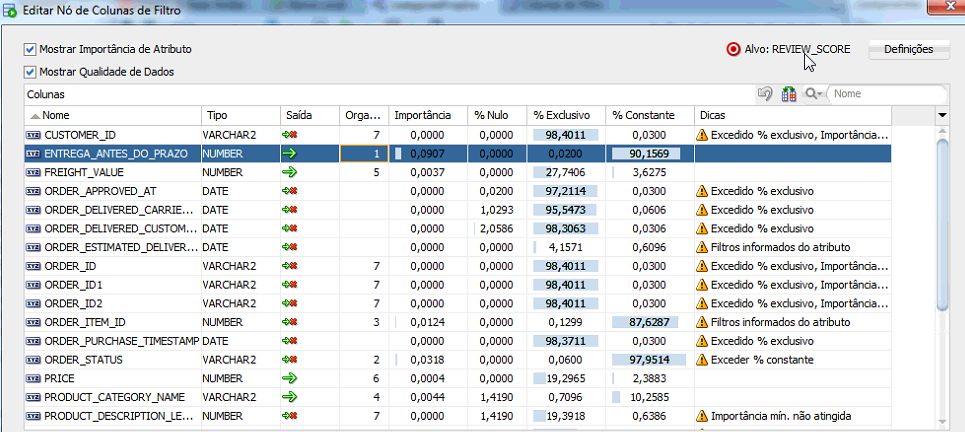 Editar Nó de Colunas de Filtro
Mostrar Importância de Atributo
Alvo: REVIEW_SCORE
Definições
Mostrar Qualidade de Dados
Colunas
Nome
Nome Tipo Saída Orga... Importância % Nulo % Exclusivo % Constante Dicas
CUSTOMER_ID VARCHAR2 7 0,0000 0,0000 98,4011 0,0300 Excedido % exclusivo, Importância...
ENTREGA_ANTES_DO_PRAZO NUMBER 1 0,0907 0,0000 0,0200 90,1569
FREIGHT_VALUE NUMBER 5 0,0037 0,0000 27,7406 3,6275
ORDER_APPROVED_AT DATE 0,0000 0,0200 97,2114 0,0300 Excedido % exclusivo
ORDER_DELIVERED_CARRIE... DATE 0,0000 1,0293 95,5473 0,0606 Excedido % exclusivo
ORDER_DELIVERED_CUSTOM... DATE 0,0000 2,0586 98,3063 0,0306 Excedido % exclusivo
ORDER_ESTIMATED_DELIVER... DATE 0,0000 0,0000 4,1571 0,6096 Filtros informados do atributo
ORDER_ID VARCHAR2 7 0,0000 0,0000 98,4011 0,0300 Excedido % exclusivo, Importância...
ORDER_ID1 VARCHAR2 7 0,0000 0,0000 98,4011 0,0300 Excedido % exclusivo, Importância...
ORDER_ID2 VARCHAR2 7 0,0000 0,0000 98,4011 0,0300 Excedido % exclusivo, Importância...
ORDER_ITEM_ID NUMBER 3 0,0124 0,0000 0,1299 87,6287 Filtros informados do atributo
ORDER_PURCHASE_TIMESTAMP DATE 0,0000 0,0000 98,3711 0,0300 Excedido % exclusivo
ORDER_STATUS VARCHAR2 2 0,0318 0,0000 0,0600 97,9514 Exceder % constante
PRICE NUMBER 6 0,0004 0,0000 19,2965 2,3883
PRODUCT_CATEGORY_NAME VARCHAR2 4 0,0044 1,4190 0,7096 10,2585
PRODUCT_DESCRIPTION_LE... NUMBER 7 0,0000 1,4190 19,3918 0,6386 Importância mín. não atingida